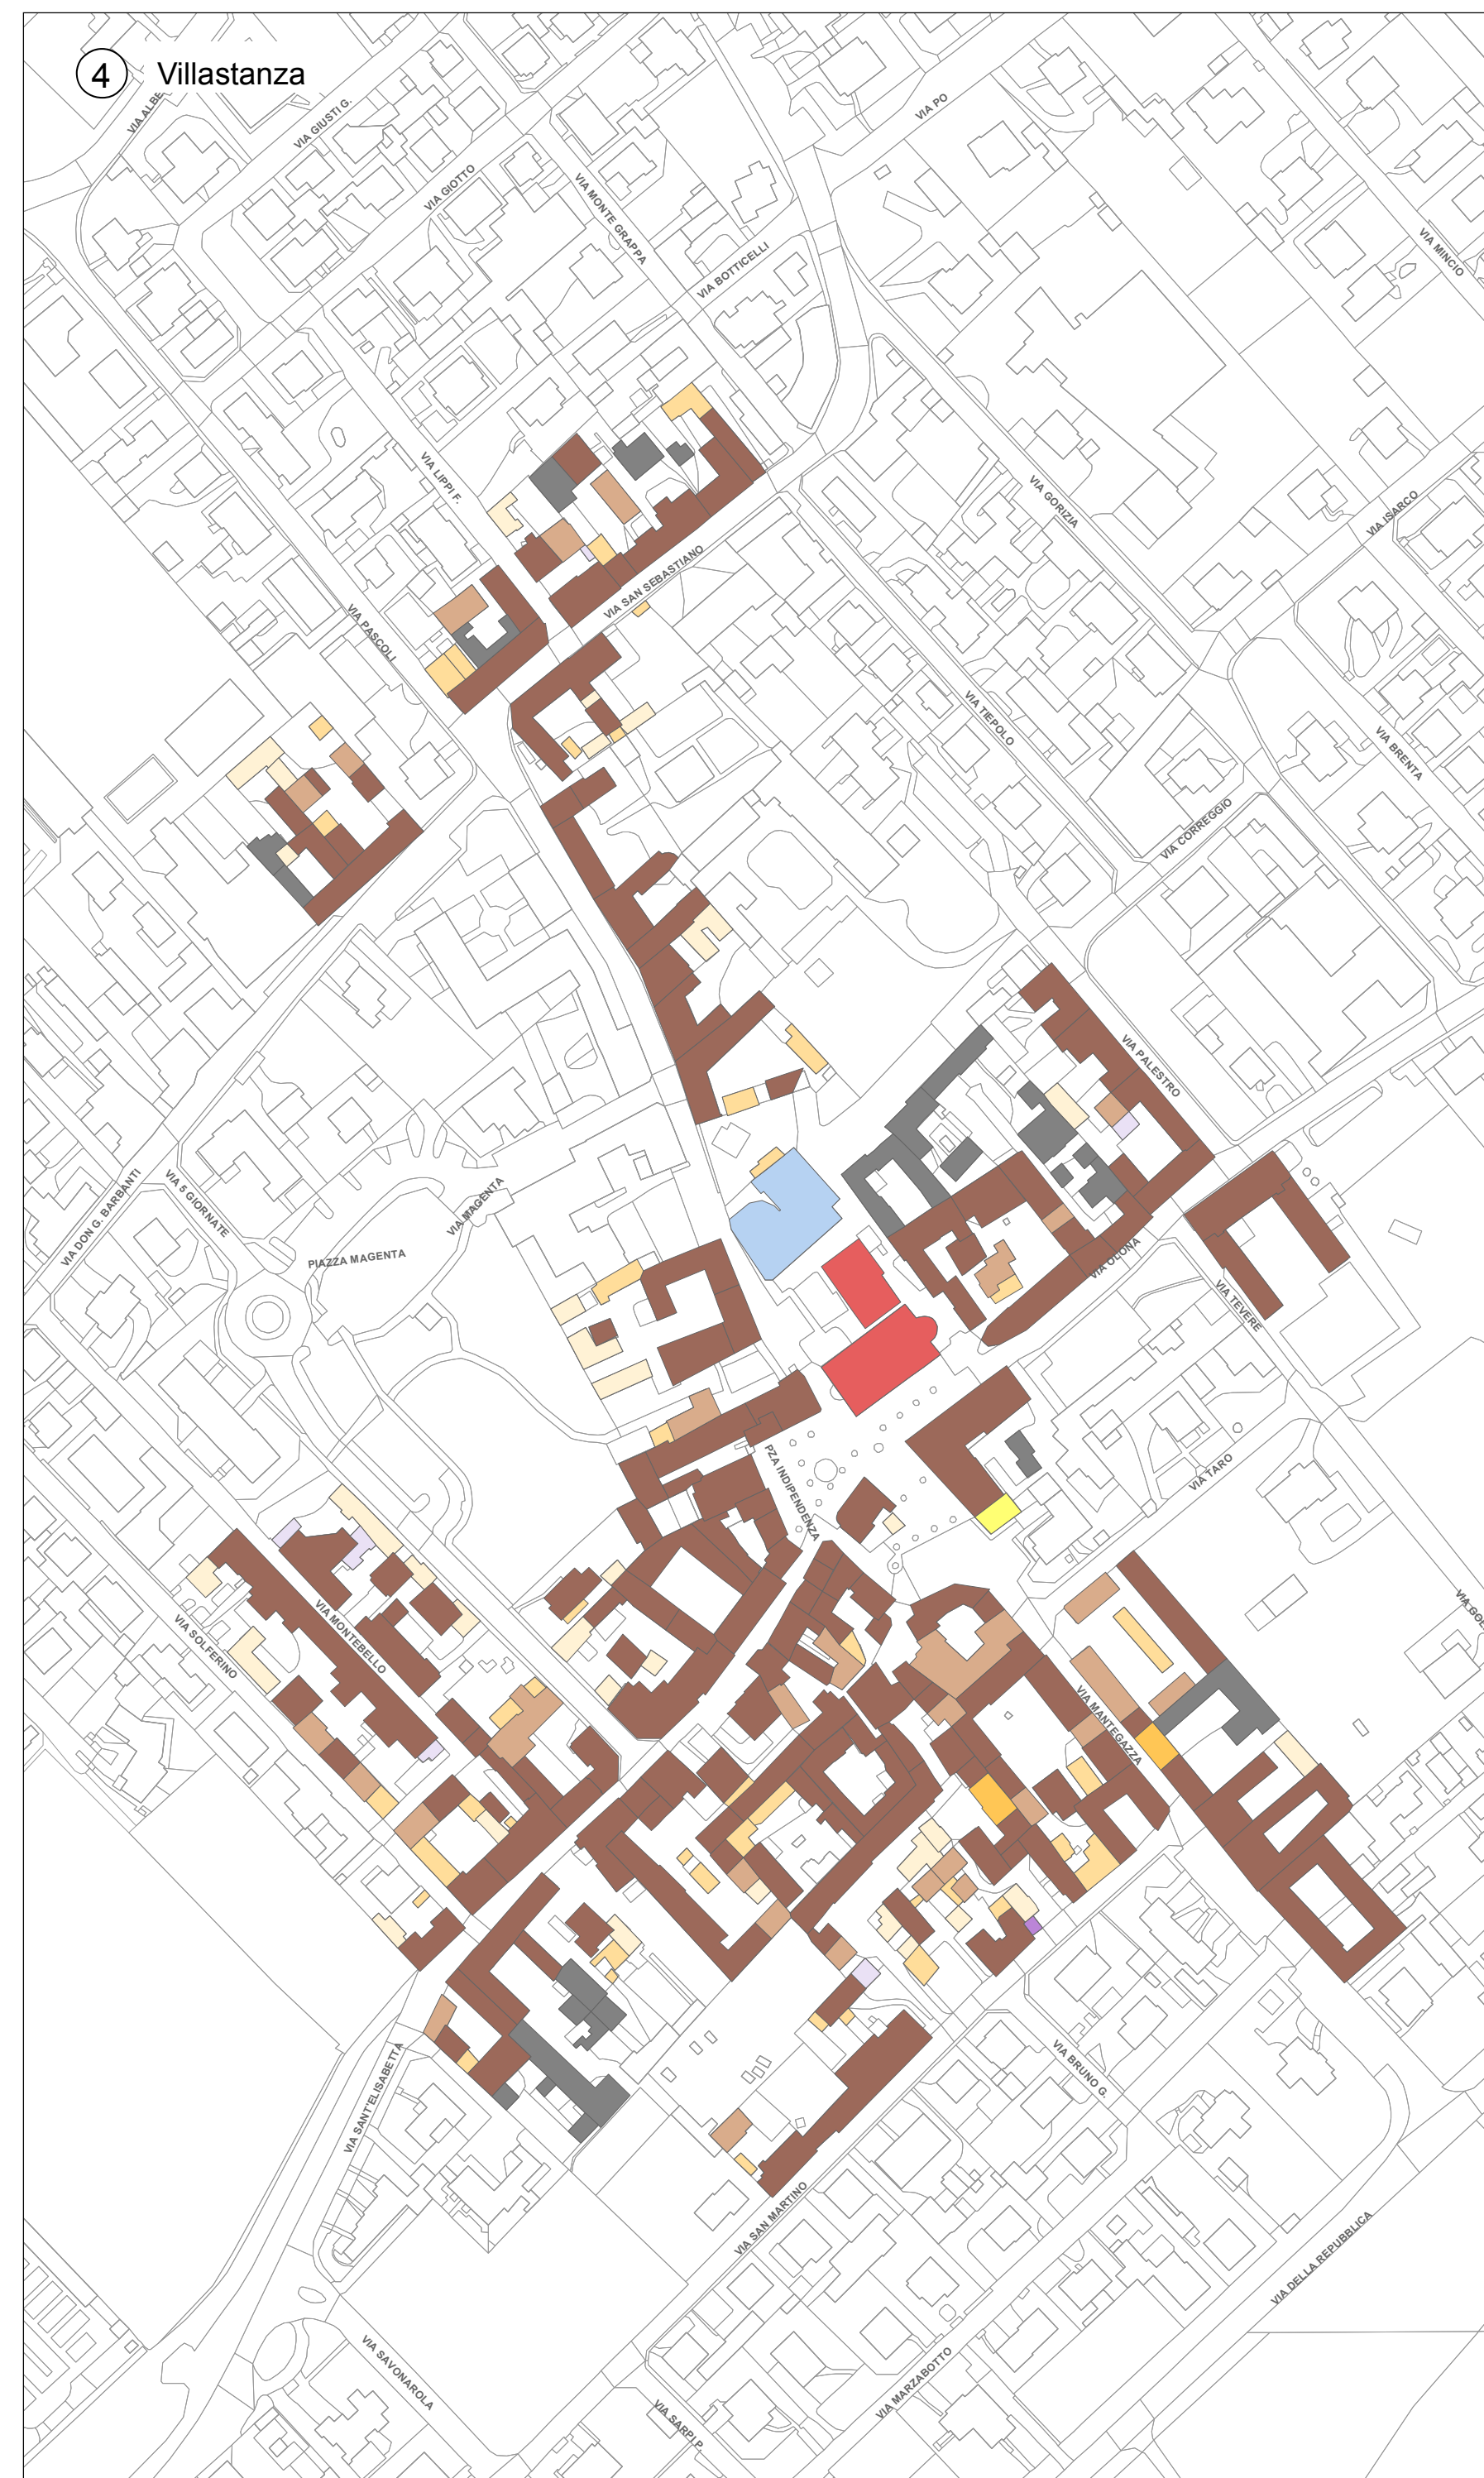 4 Villastanza
VIA ALBE
VIA GIUSTI G.
VIA GIOTTO
VIA MONTE GRAPPA
VIA PO
VIA BOTTICELLI
VIA MINCIO
VIA LIPPI F.
VIA GORIZIA
VIA ISARCO
VIA SAN SEBASTIANO
VIA PASCOLI
VIA TIEPOLO
VIA BRENTA
VIA CORREGGIO
VIA PALESTRO
VIA DON G. BARBANTI
VIA 5 GIORNATE
VIA MAGENTA
PIAZZA MAGENTA
VIA OLONA
VIA TEVERE
PZA INDIPENDENZA
VIA TARO
VIA SOLFERINO
VIA MONTEBELLO
VIA MANTEGAZZA
VIA SANT'ELISABETTA
VIA BRUNO G.
VIA SAN MARTINO
VIA DELLA REPUBBLICA
VIA SAVONAROLA
VIA MARZABOTTO
VIA SARPI P.